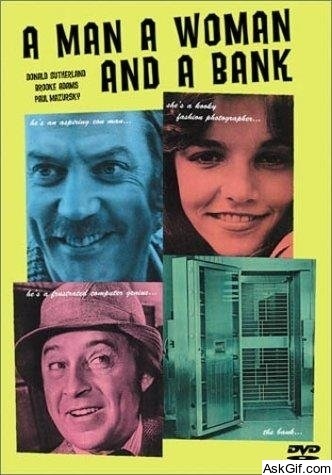 A MAN A WOMAN
AND A BANK
DONALD SUTHERLAND
BROOKE ADAMS
PAUL MAZURSKY
he's an aspiring con man...
she's a kooky
fashion photographer...
he's a frustrated computer genius...
the bank...
DVD
AskGif.com